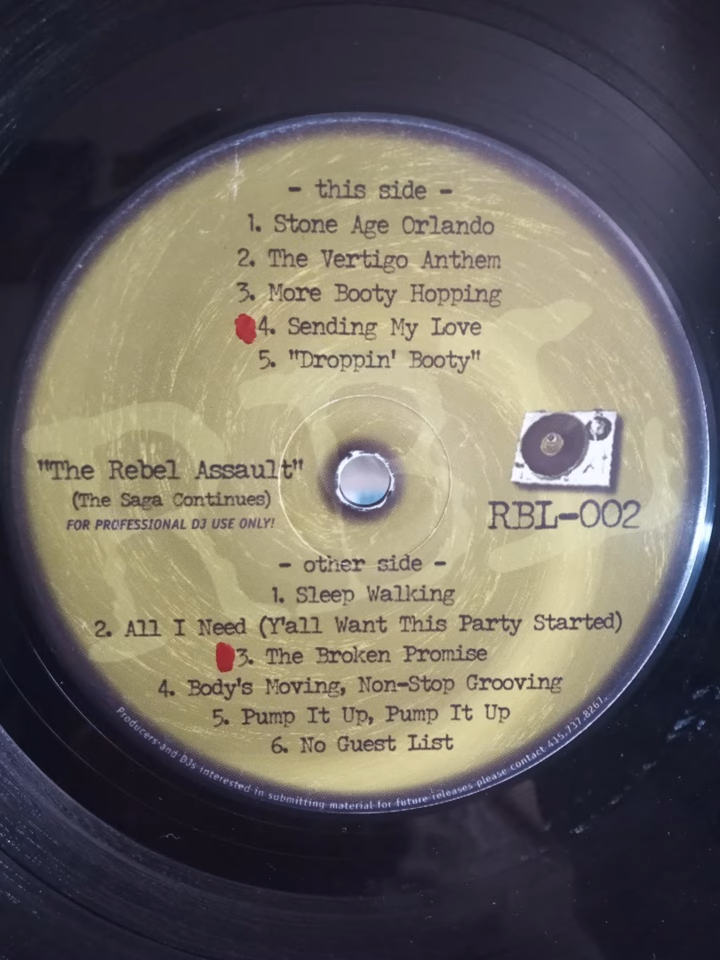 - this side -
1. Stone Age Orlando
2. The Vertigo Anthem
3. More Booty Hopping
4. Sending My Love
5. "Droppin' Booty"
"The Rebel Assault"
(The Saga Continues)
FOR PROFESSIONAL DJ USE ONLY!
RBL-002
- other side -
1. Sleep Walking
2. All I Need (Y'all Want This Party Started)
3. The Broken Promise
4. Body's Moving, Non-Stop Grooving
5. Pump It Up, Pump It Up
6. No Guest List
Producers and DJs interested in submitting material for future releases please contact 415.737.8267.